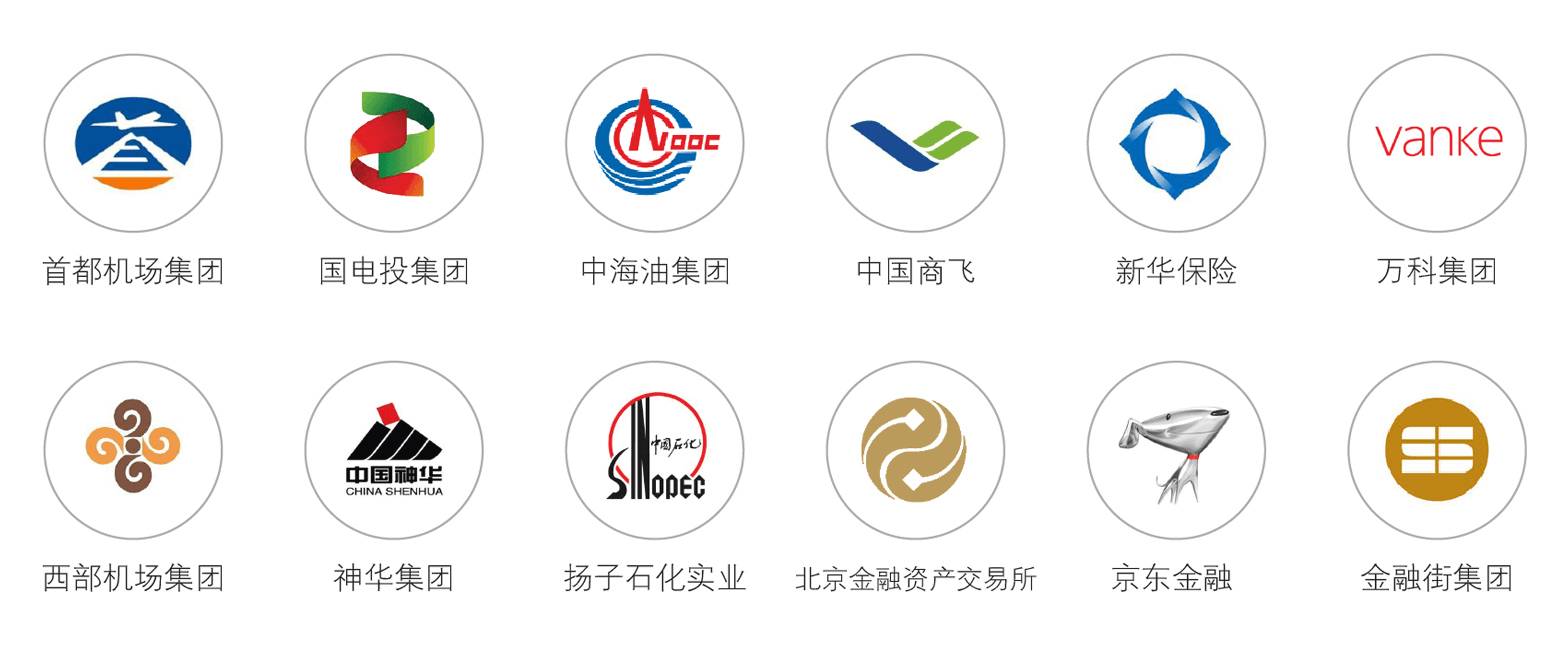 CNOOC
vanke
首都机场集团
国电投集团
中海油集团
中国商飞
新华保险
万科集团
中国神华
CHINA SHENHUA
中國石化
SINOPEC
西部机场集团
神华集团
扬子石化实业
北京金融资产交易所
京东金融
金融街集团